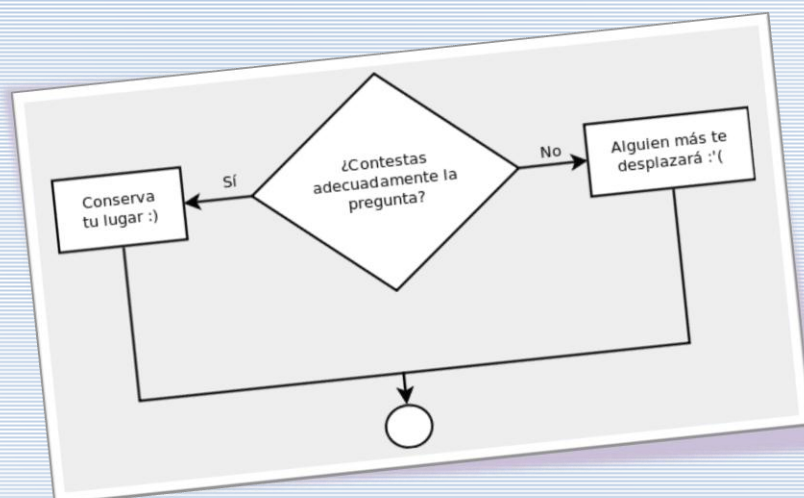 ¿Contestas
adecuadamente la
pregunta?
Sí
No
Conserva
tu lugar :)
Alguien más te
desplazará :'(